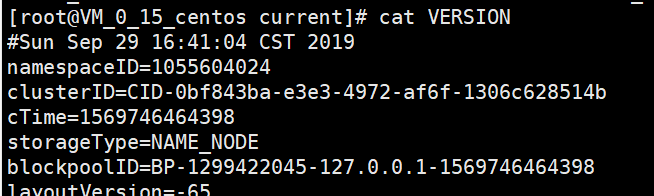 [root@VM_0_15_centos current]# cat VERSION
#Sun Sep 29 16:41:04 CST 2019
namespaceID=1055604024
clusterID=CID-0bf843ba-e3e3-4972-af6f-1306c628514b
cTime=1569746464398
storageType=NAME_NODE
blockpoolID=BP-1299422045-127.0.0.1-1569746464398
layoutVersion=-65